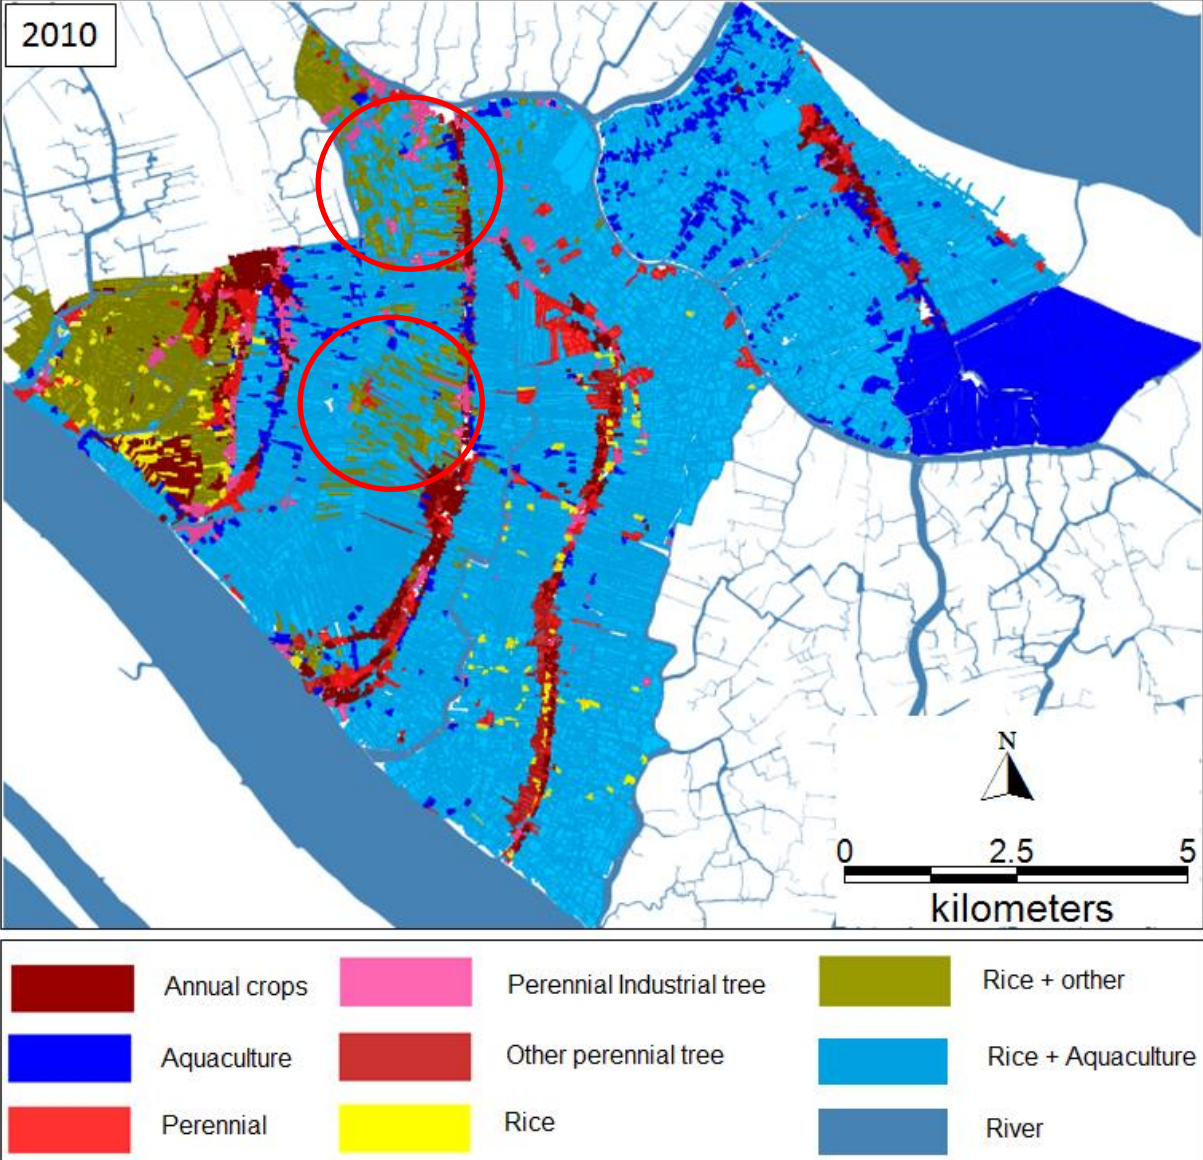 2010
N
0 2.5 5
kilometers
Annual crops
Perennial Industrial tree
Rice + orther
Aquaculture
Other perennial tree
Rice + Aquaculture
Perennial
Rice
River